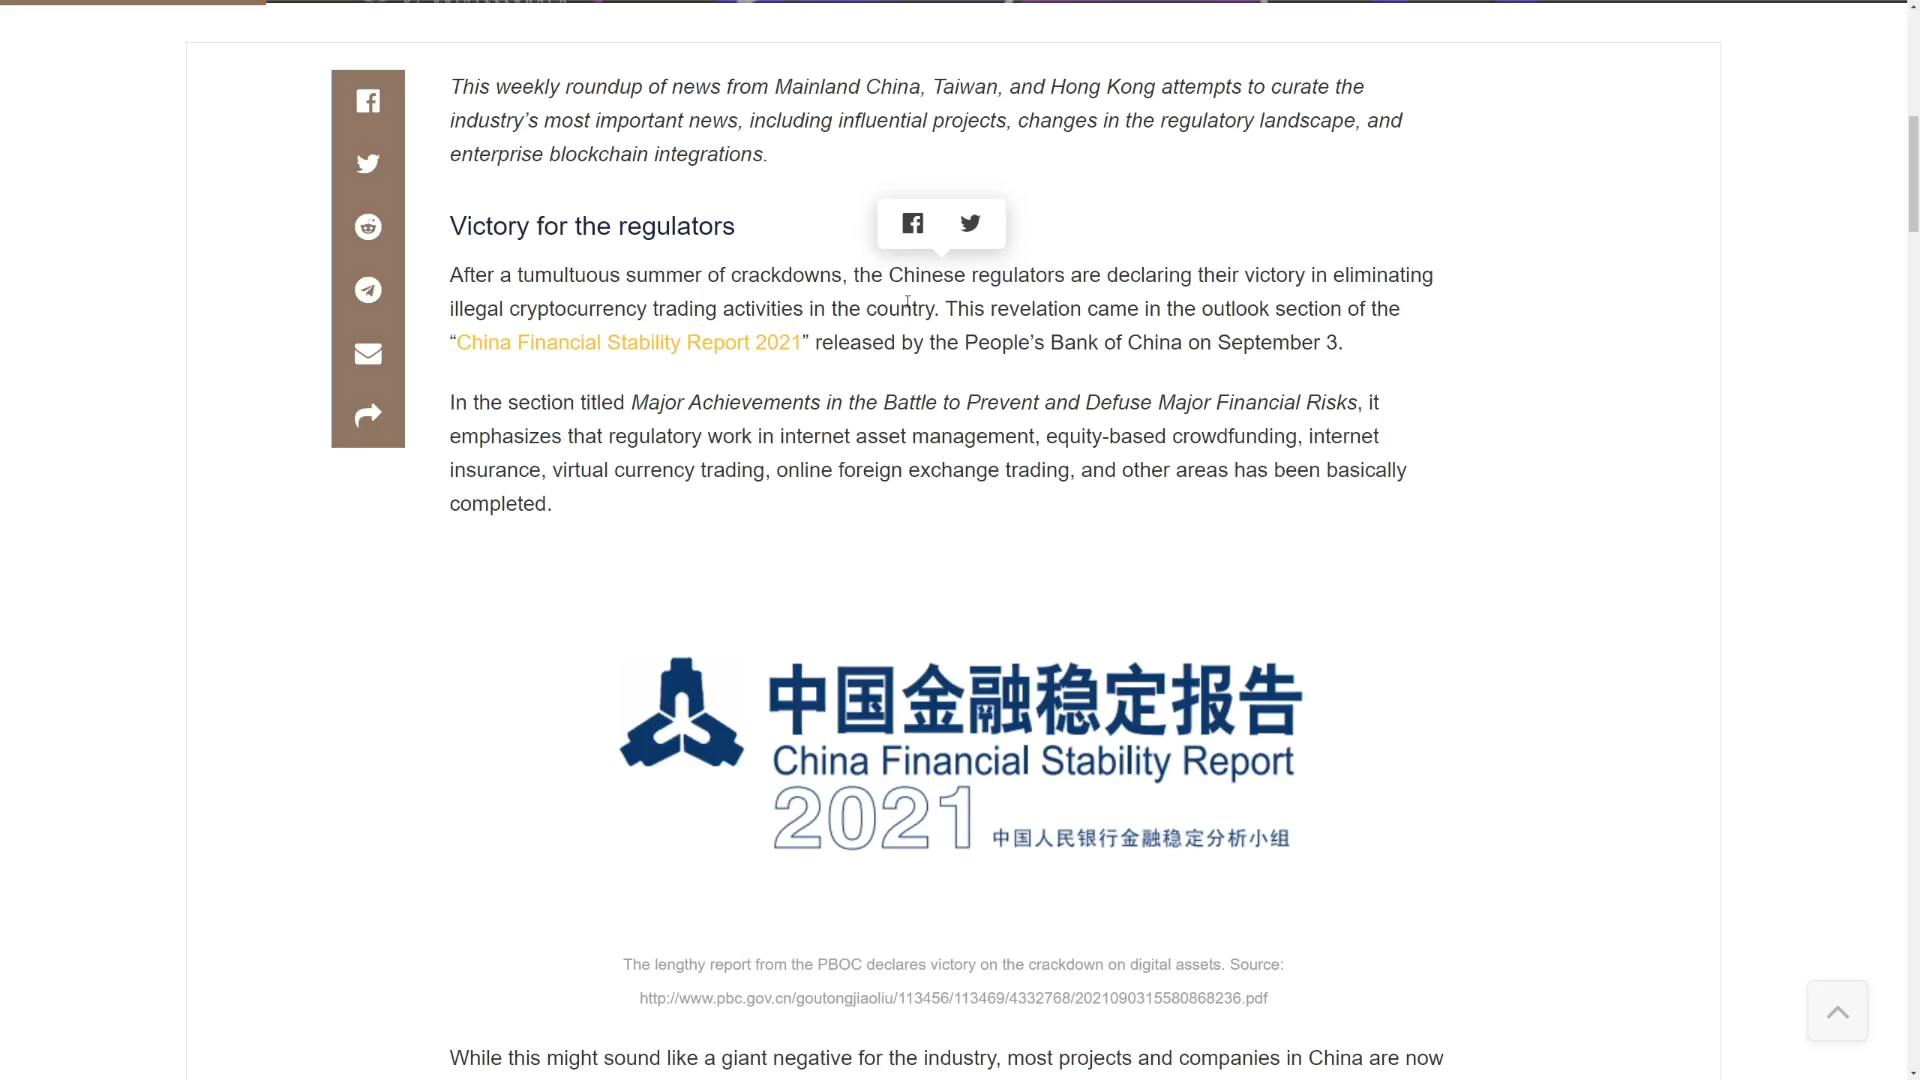 This weekly roundup of news from Mainland China, Taiwan, and Hong Kong attempts to curate the
industry’s most important news, including influential projects, changes in the regulatory landscape, and
enterprise blockchain integrations.
Victory for the regulators
After a tumultuous summer of crackdowns, the Chinese regulators are declaring their victory in eliminating
illegal cryptocurrency trading activities in the country. This revelation came in the outlook section of the
“China Financial Stability Report 2021” released by the People’s Bank of China on September 3.
In the section titled Major Achievements in the Battle to Prevent and Defuse Major Financial Risks, it
emphasizes that regulatory work in internet asset management, equity-based crowdfunding, internet
insurance, virtual currency trading, online foreign exchange trading, and other areas has been basically
completed.
中国金融稳定报告
China Financial Stability Report
2021 中国人民银行金融稳定分析小组
The lengthy report from the PBOC declares victory on the crackdown on digital assets. Source:
http://www.pbc.gov.cn/goutongjiaoliu/113456/113469/4332768/2021090315580868236.pdf
While this might sound like a giant negative for the industry, most projects and companies in China are now